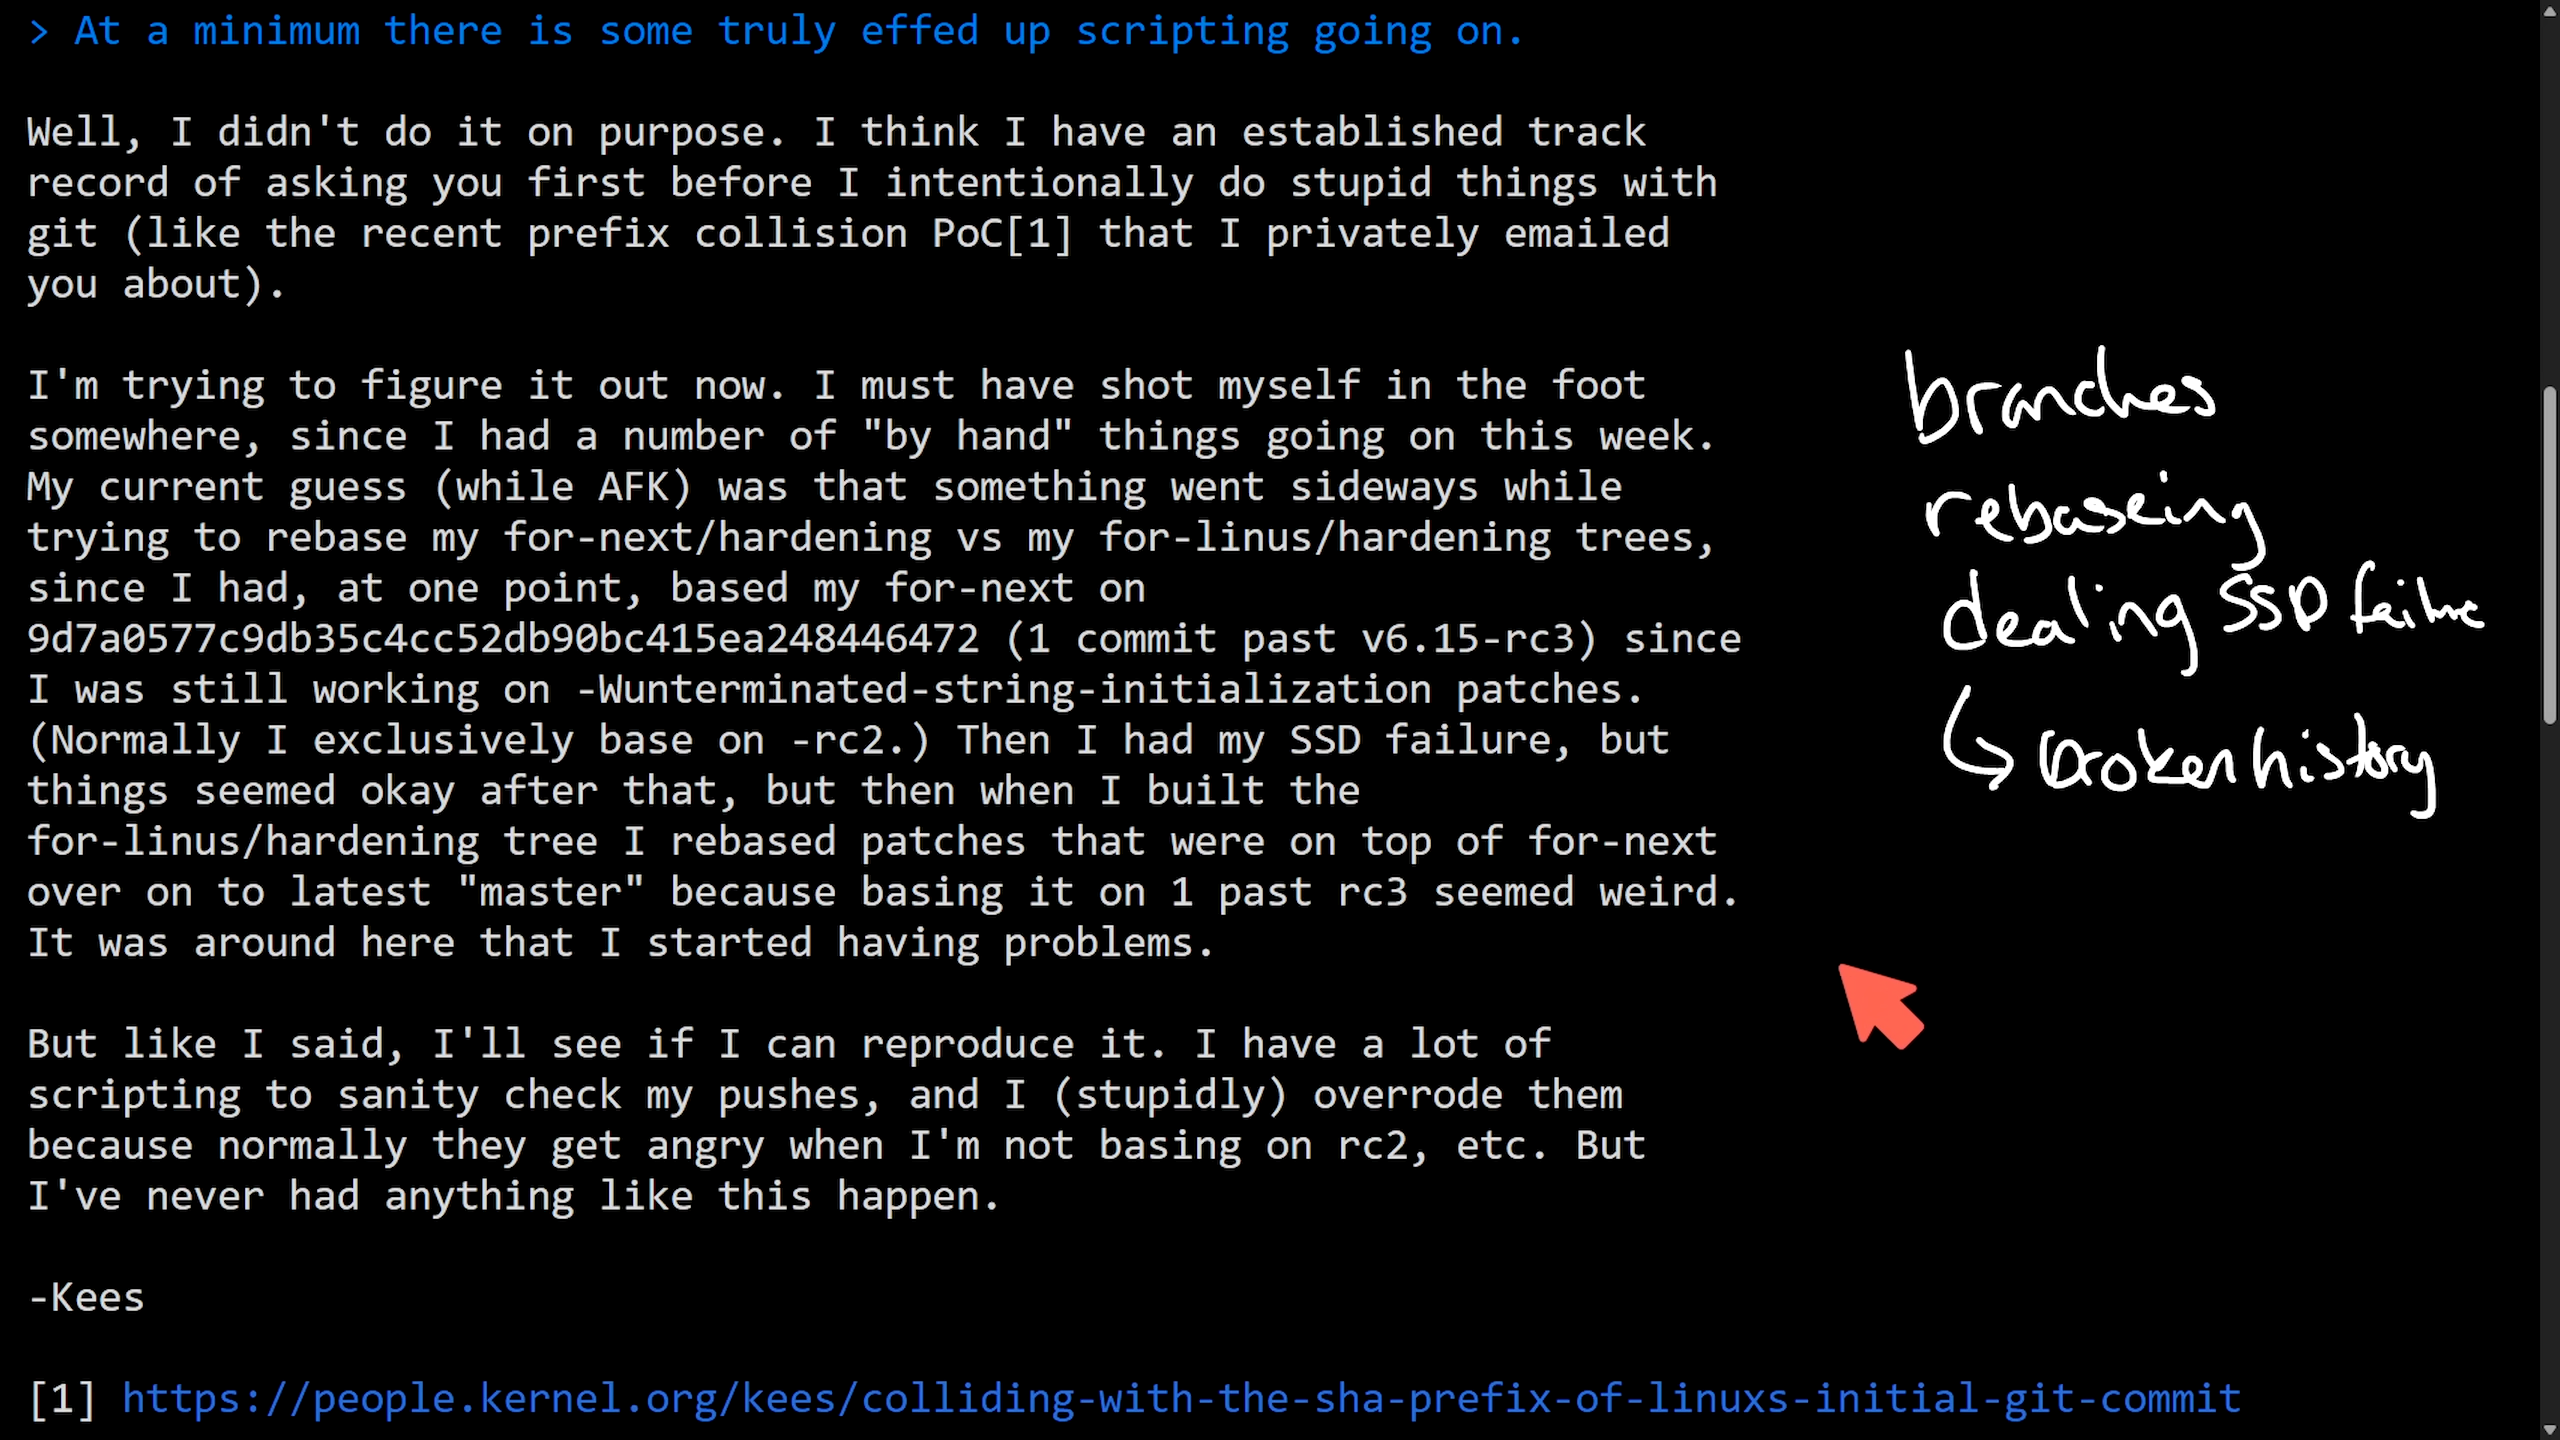 > At a minimum there is some truly effed up scripting going on.
Well, I didn't do it on purpose. I think I have an established track
record of asking you first before I intentionally do stupid things with
git (like the recent prefix collision PoC[1] that I privately emailed
you about).
I'm trying to figure it out now. I must have shot myself in the foot
somewhere, since I had a number of "by hand" things going on this week.
My current guess (while AFK) was that something went sideways while
trying to rebase my for-next/hardening vs my for-linus/hardening trees,
since I had, at one point, based my for-next on
9d7a0577c9db35c4cc52db90bc415ea248446472 (1 commit past v6.15-rc3) since
I was still working on -Wunterminated-string-initialization patches.
(Normally I exclusively base on -rc2.) Then I had my SSD failure, but
things seemed okay after that, but then when I built the
for-linus/hardening tree I rebased patches that were on top of for-next
over on to latest "master" because basing it on 1 past rc3 seemed weird.
It was around here that I started having problems.
But like I said, I'll see if I can reproduce it. I have a lot of
scripting to sanity check my pushes, and I (stupidly) overrode them
because normally they get angry when I'm not basing on rc2, etc. But
I've never had anything like this happen.
-Kees
[1] https://people.kernel.org/kees/colliding-with-the-sha-prefix-of-linuxs-initial-git-commit
branches
rebaseing
dealing SSD failure
broken history